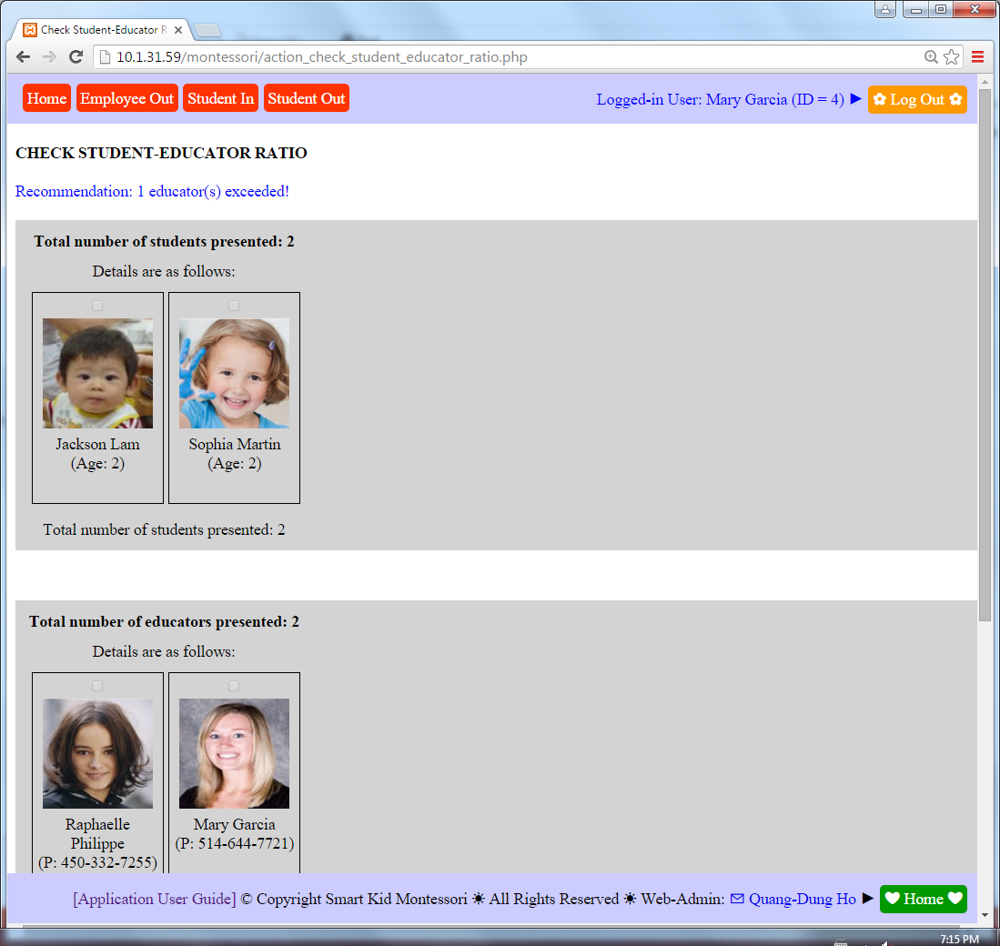 Check Student-Educator R
10.1.31.59/montessori/action_check_student_educator_ratio.php
Home Employee Out Student In Student Out Logged-in User: Mary Garcia (ID = 4) ► ✿ Log Out ✿
CHECK STUDENT-EDUCATOR RATIO
Recommendation: 1 educator(s) exceeded!
Total number of students presented: 2
Details are as follows:
Jackson Lam
(Age: 2)
Sophia Martin
(Age: 2)
Total number of students presented: 2
Total number of educators presented: 2
Details are as follows:
Raphaelle
Philippe
(P: 450-332-7255)
Mary Garcia
(P: 514-644-7721)
[Application User Guide] © Copyright Smart Kid Montessori ☀ All Rights Reserved ☀ Web-Admin: Quang-Dung Ho ► ♥ Home ♥
7:15 PM